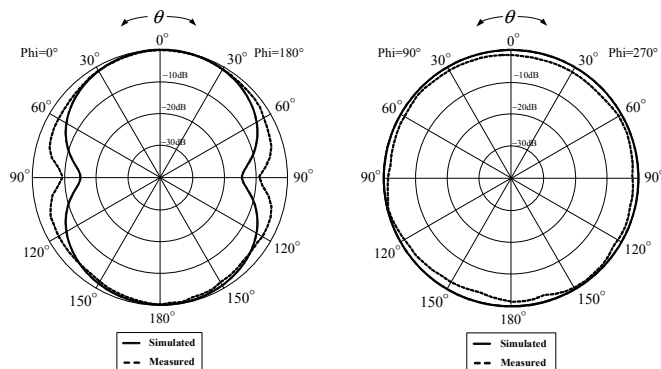 θ
Phi=0° 0° Phi=180°
30° 30°
−10dB
60° 60°
−20dB
−30dB
90° 90°
120° 120°
150° 150°
180°
Simulated
Measured
θ
Phi=90° 0° Phi=270°
30° 30°
−10dB
60° 60°
−20dB
−30dB
90° 90°
120° 120°
150° 150°
180°
Simulated
Measured